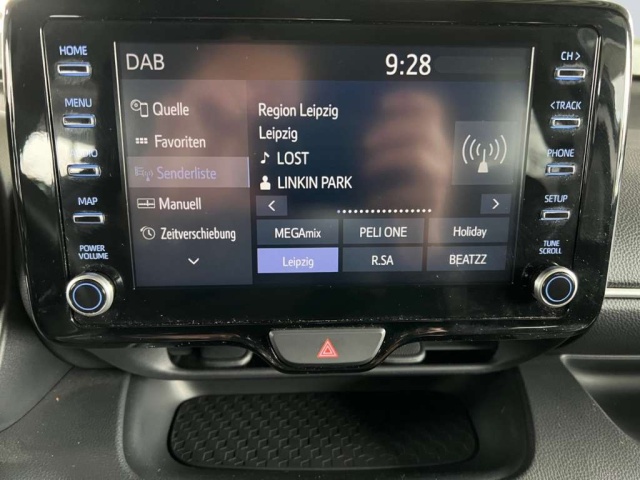 HOME
MENU
MAP
POWER
VOLUME
DAB
9:28
Quelle
Favoriten
Senderliste
Manuell
Zeitverschiebung
Region Leipzig
Leipzig
LOST
LINKIN PARK
<
>
MEGAmix PELI ONE Holiday
Leipzig R.SA BEATZZ
CH >
< TRACK
PHONE
SETUP
TUNE
SCROLL